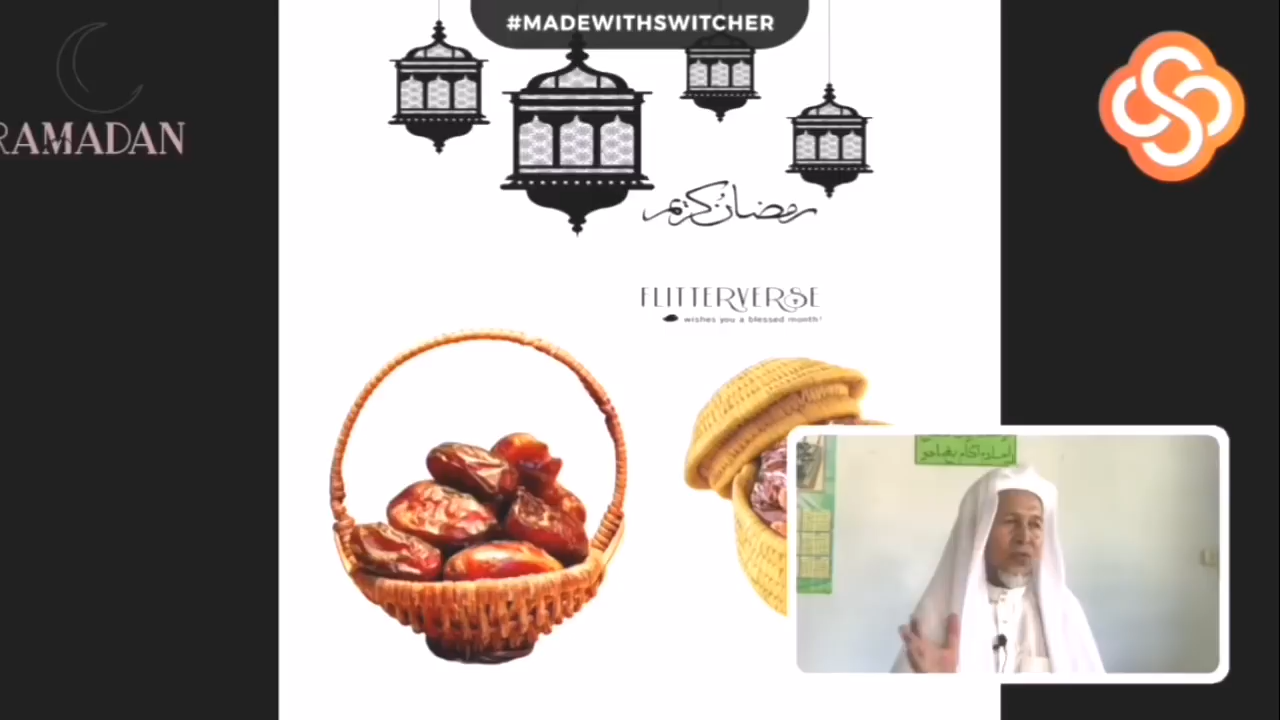 #MADEWITHSWITCHER
RAMADAN
رمضان كريم
FLITTERVERSE
wishes you a blessed month!